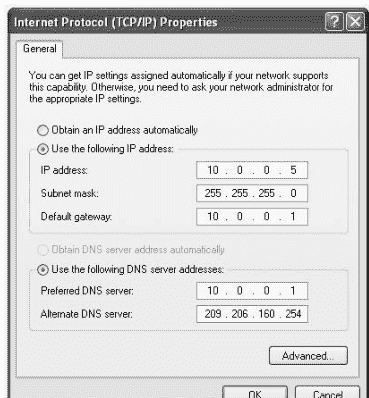 Internet Protocol (TCP/IP) Properties
General
You can get IP settings assigned automatically if your network supports
this capability. Otherwise, you need to ask your network administrator for
the appropriate IP settings.
Obtain an IP address automatically
Use the following IP address:
IP address: 10 . 0 . 0 . 5
Subnet mask: 255 . 255 . 255 . 0
Default gateway: 10 . 0 . 0 . 1
Obtain DNS server address automatically
Use the following DNS server addresses:
Preferred DNS server: 10 . 0 . 0 . 1
Alternate DNS server: 209 . 206 . 160 . 254
Advanced...
OK Cancel